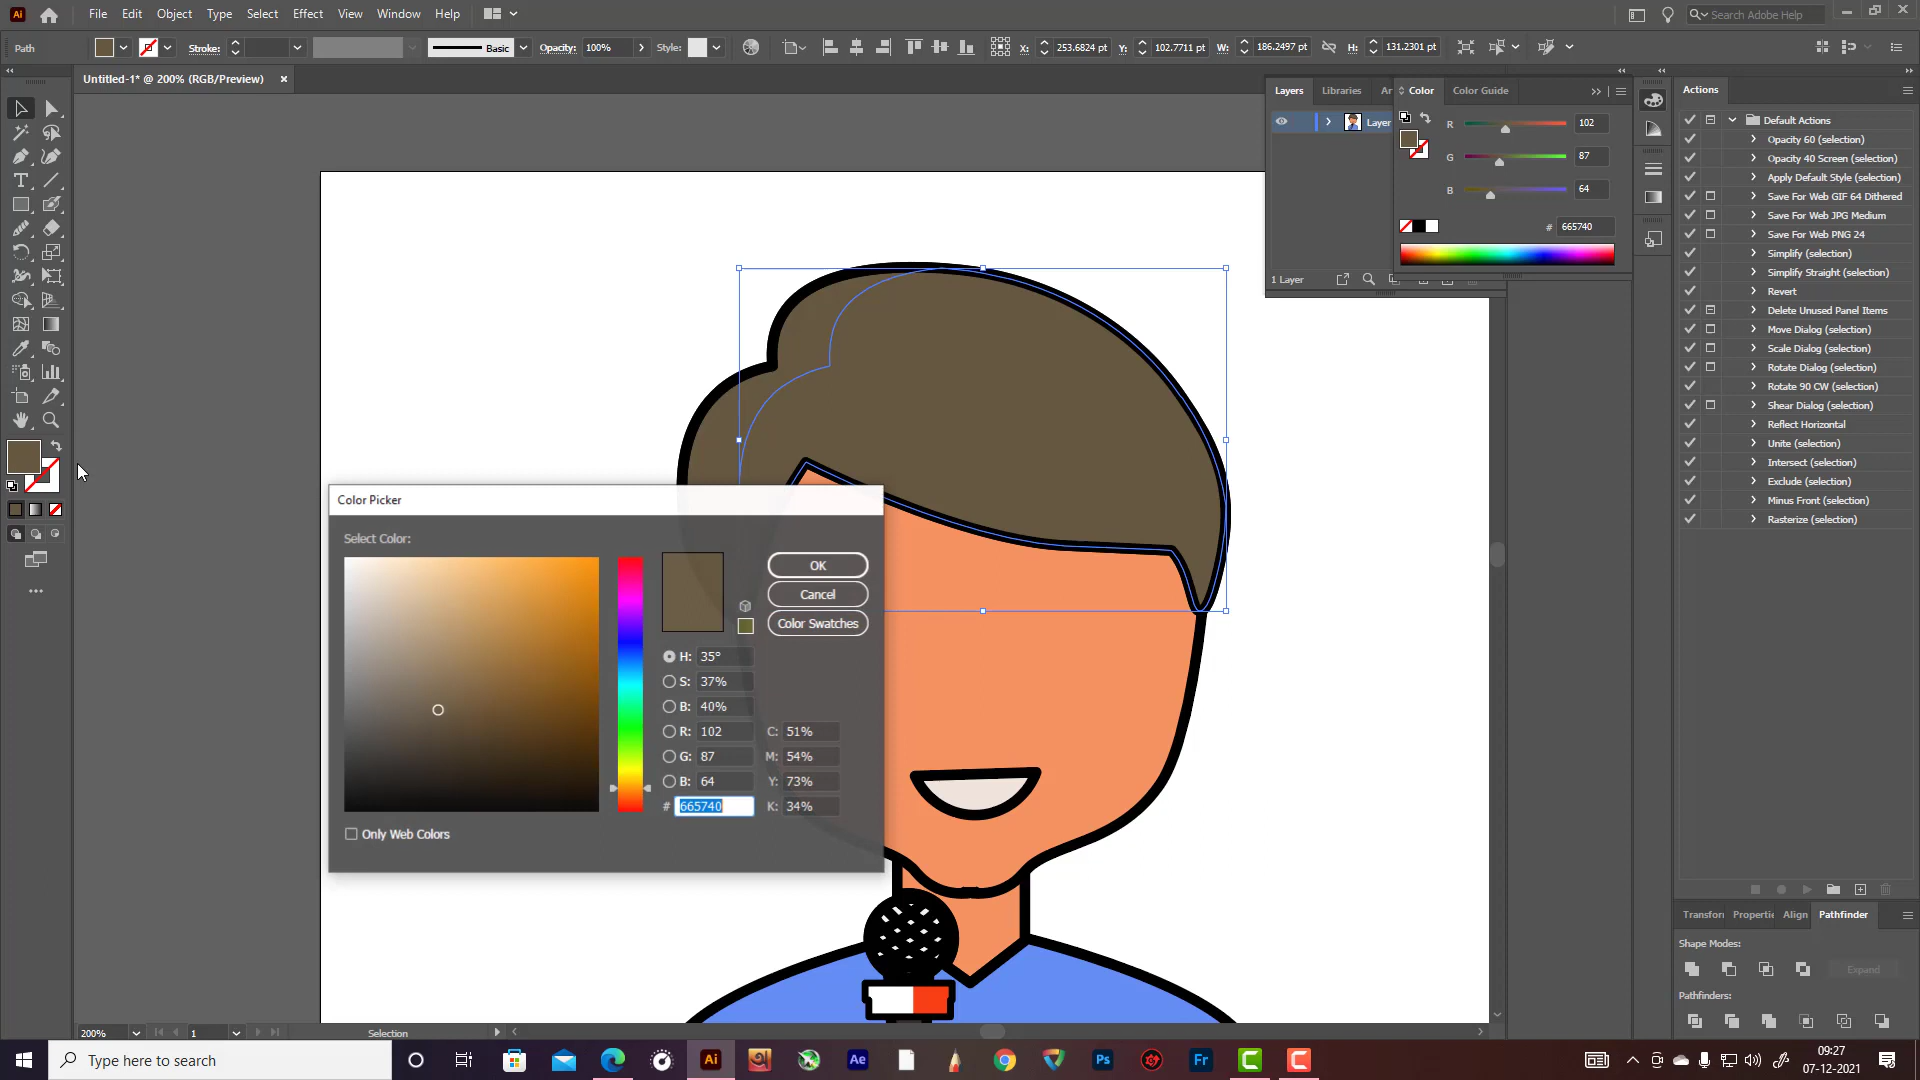 Ai File Edit Object Type Select Effect View Window Help Search Adobe Help
Path Stroke: Basic Opacity: 100% Style: X: 253.6824 pt Y: 102.7711 pt W: 186.2497 pt H: 131.2301 pt
Untitled-1* @ 200% (RGB/Preview)
Layers Libraries Ar Color Color Guide
Layer
R 102
G 87
B 64
# 665740
1 Layer
Actions
Default Actions
Opacity 60 (selection)
Opacity 40 Screen (selection)
Apply Default Style (selection)
Save For Web GIF 64 Dithered
Save For Web JPG Medium
Save For Web PNG 24
Simplify (selection)
Simplify Straight (selection)
Revert
Delete Unused Panel Items
Move Dialog (selection)
Scale Dialog (selection)
Rotate Dialog (selection)
Rotate 90 CW (selection)
Shear Dialog (selection)
Reflect Horizontal
Unite (selection)
Intersect (selection)
Exclude (selection)
Minus Front (selection)
Rasterize (selection)
Color Picker
Select Color:
OK
Cancel
Color Swatches
H: 35°
S: 37%
B: 40%
R: 102 C: 51%
G: 87 M: 54%
B: 64 Y: 73%
# 665740 K: 34%
Only Web Colors
Transfor Propertie Align Pathfinder
Shape Modes:
Expand
Pathfinders:
200% 1 Selection
Type here to search
Ai Ae Ps Fr
09:27
07-12-2021